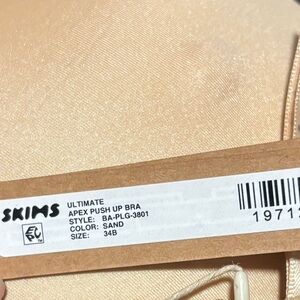 SKIMS
ULTIMATE
APEX PUSH UP BRA
STYLE: BA-PLG-3801
COLOR: SAND
SIZE: 34B
1971